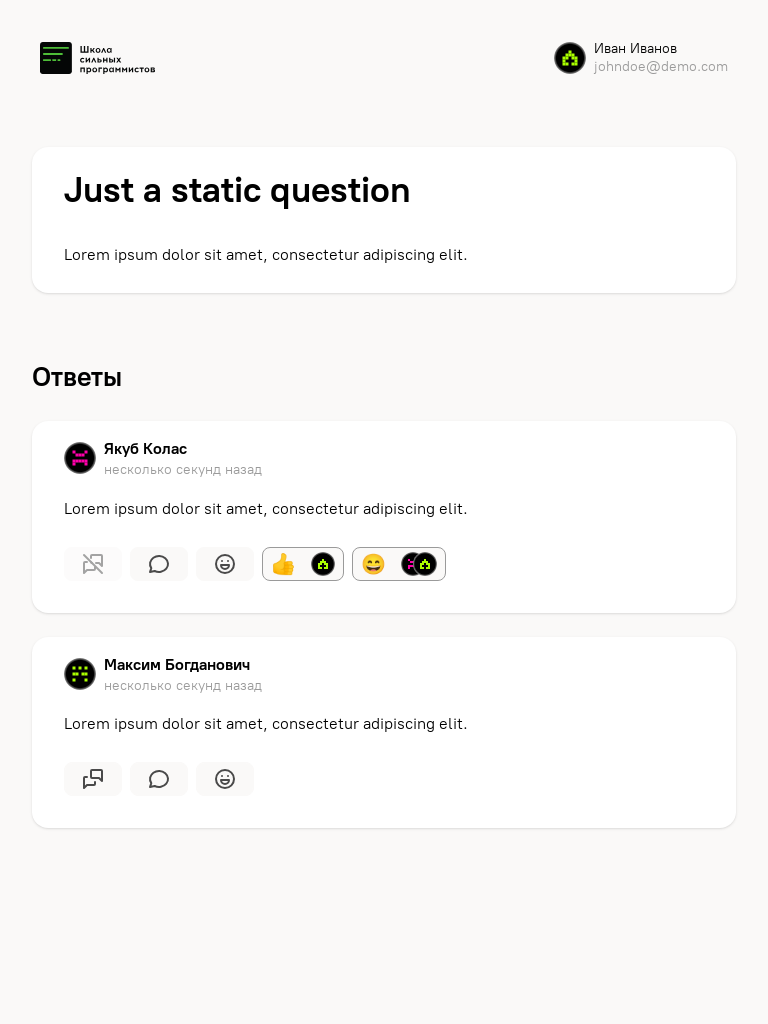 Школа
сильных
программистов
Иван Иванов
johndoe@demo.com
Just a static question
Lorem ipsum dolor sit amet, consectetur adipiscing elit.
Ответы
Якуб Колас
несколько секунд назад
Lorem ipsum dolor sit amet, consectetur adipiscing elit.
Максим Богданович
несколько секунд назад
Lorem ipsum dolor sit amet, consectetur adipiscing elit.